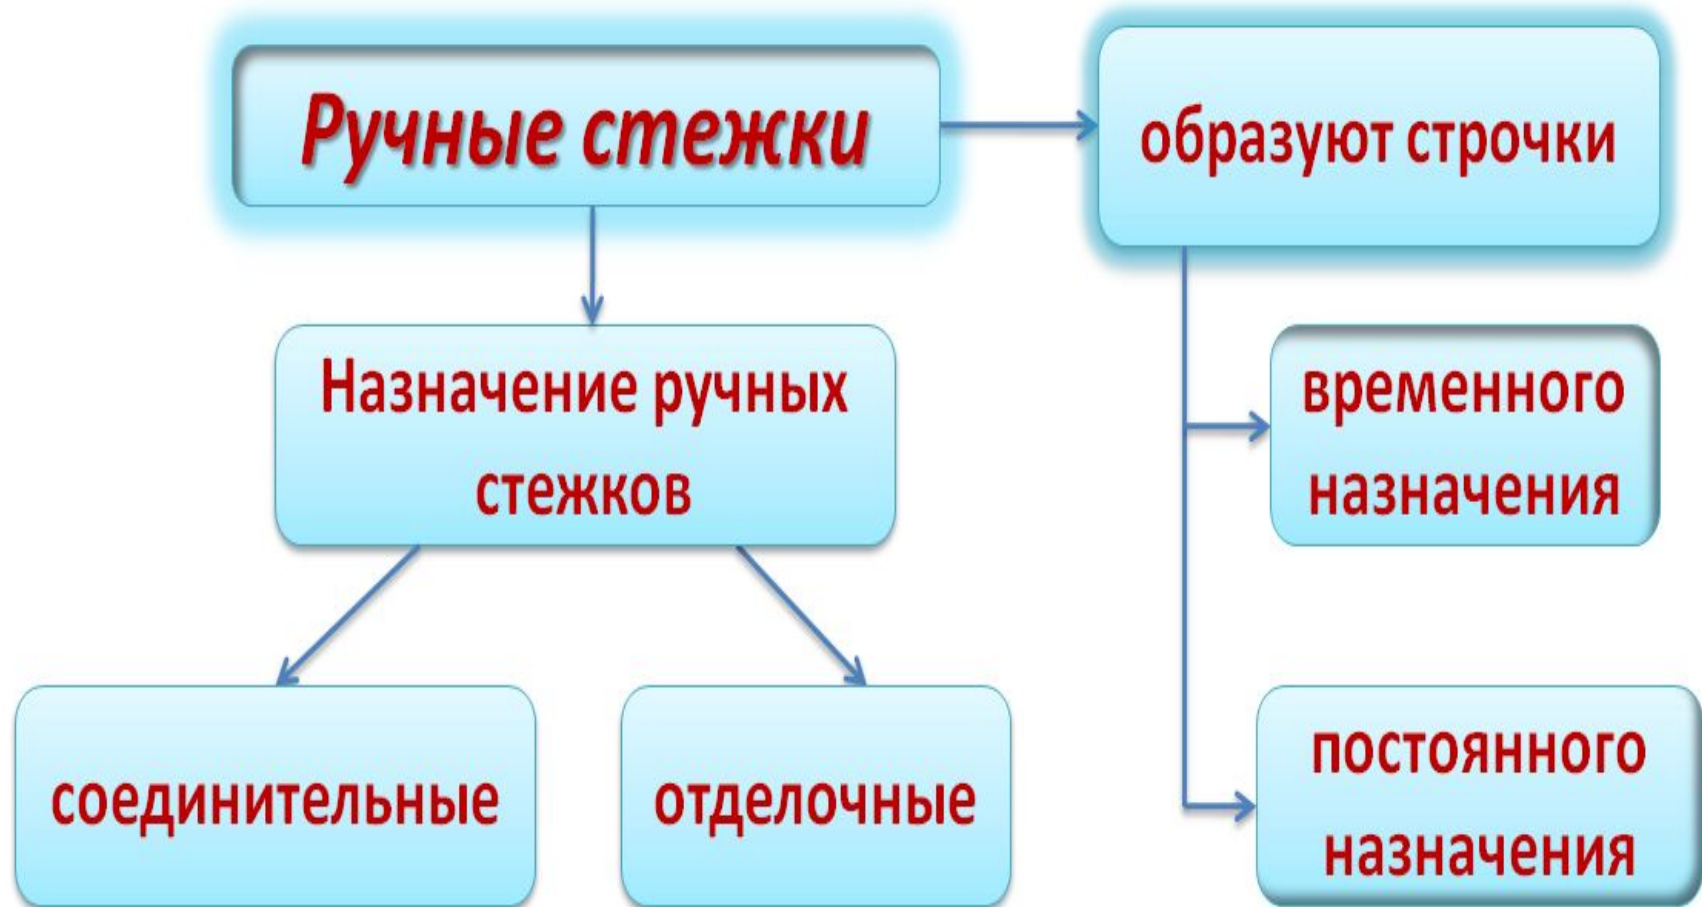 Ручные стежки
образуют строчки
Назначение ручных
стежков
временного
назначения
соединительные
отделочные
постоянного
назначения